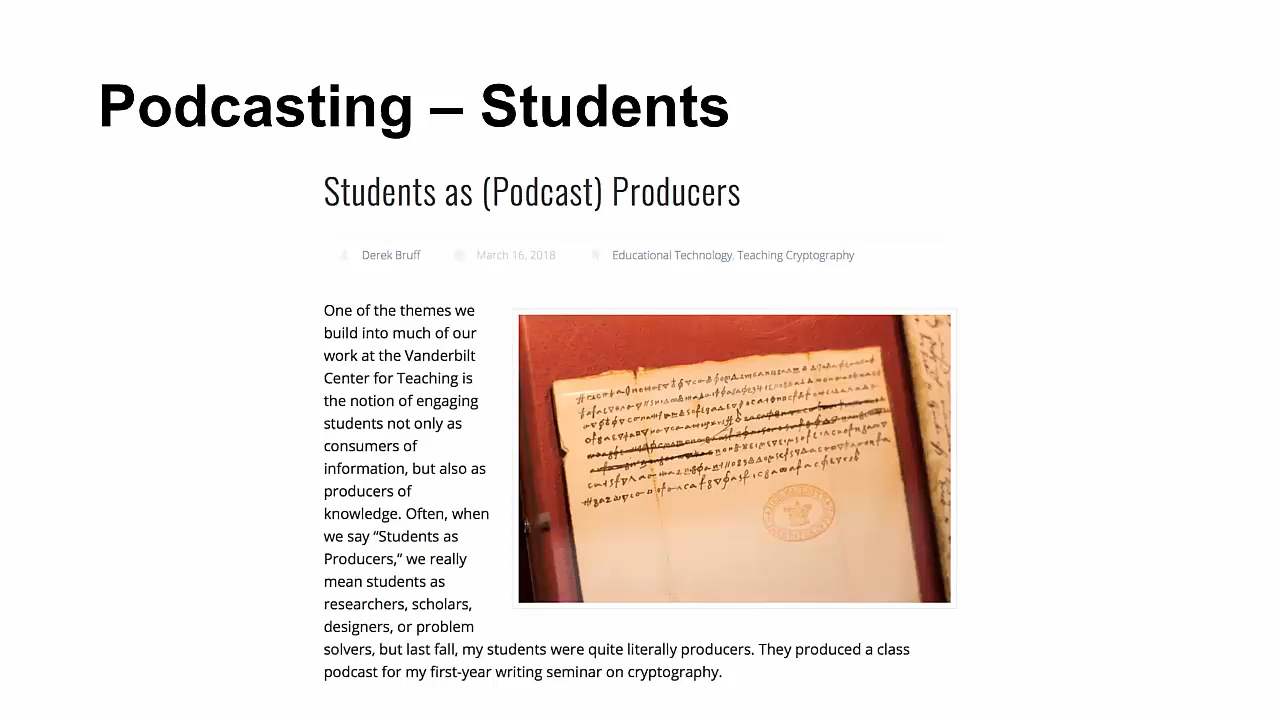 Podcasting – Students
Students as (Podcast) Producers
Derek Bruff March 16, 2018 Educational Technology, Teaching Cryptography
One of the themes we
build into much of our
work at the Vanderbilt
Center for Teaching is
the notion of engaging
students not only as
consumers of
information, but also as
producers of
knowledge. Often, when
we say “Students as
Producers,” we really
mean students as
researchers, scholars,
designers, or problem
solvers, but last fall, my students were quite literally producers. They produced a class
podcast for my first-year writing seminar on cryptography.